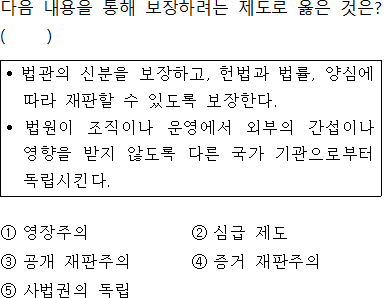 다음 내용을 통해 보장하려는 제도로 옳은 것은?
(      )
• 법관의 신분을 보장하고, 헌법과 법률, 양심에
따라 재판할 수 있도록 보장한다.
• 법원이 조직이나 운영에서 외부의 간섭이나
영향을 받지 않도록 다른 국가 기관으로부터
독립시킨다.
① 영장주의 ② 심급 제도
③ 공개 재판주의 ④ 증거 재판주의
⑤ 사법권의 독립